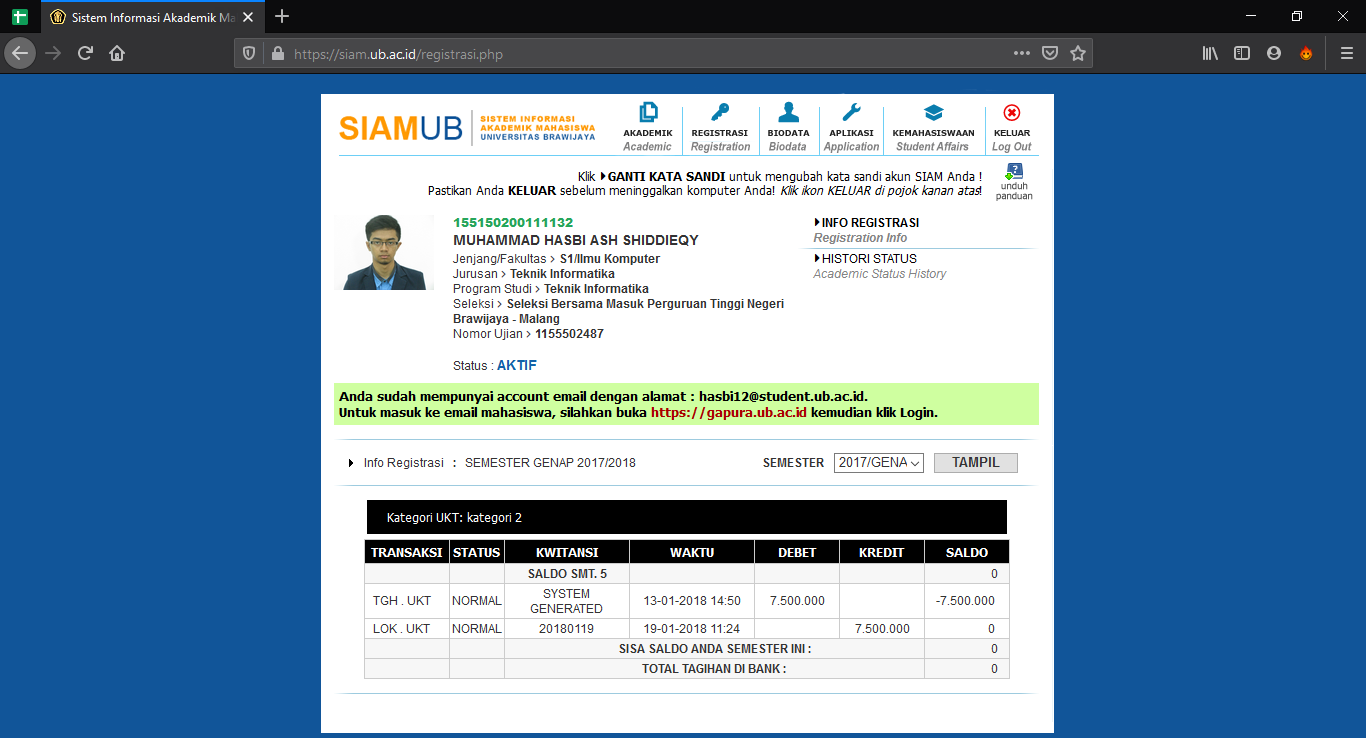 Sistem Informasi Akademik Ma
https://siam.ub.ac.id/registrasi.php
SIAMUB
SISTEM INFORMASI
AKADEMIK MAHASISWA
UNIVERSITAS BRAWIJAYA
AKADEMIK
Academic
REGISTRASI
Registration
BIODATA
Biodata
APLIKASI
Application
KEMAHASISWAAN
Student Affairs
KELUAR
Log Out
Klik GANTI KATA SANDI untuk mengubah kata sandi akun SIAM Anda !
Pastikan Anda KELUAR sebelum meninggalkan komputer Anda! Klik ikon KELUAR di pojok kanan atas!
unduh
panduan
155150200111132
MUHAMMAD HASBI ASH SHIDDIEQY
Jenjang/Fakultas > S1/Ilmu Komputer
Jurusan > Teknik Informatika
Program Studi > Teknik Informatika
Seleksi > Seleksi Bersama Masuk Perguruan Tinggi Negeri
Brawijaya - Malang
Nomor Ujian > 1155502487
Status : AKTIF
INFO REGISTRASI
Registration Info
HISTORI STATUS
Academic Status History
Anda sudah mempunyai account email dengan alamat : hasbi12@student.ub.ac.id.
Untuk masuk ke email mahasiswa, silahkan buka https://gapura.ub.ac.id kemudian klik Login.
Info Registrasi : SEMESTER GENAP 2017/2018 SEMESTER 2017/GENA TAMPIL
Kategori UKT: kategori 2
TRANSAKSI STATUS KWITANSI WAKTU DEBET KREDIT SALDO
SALDO SMT. 5 0
TGH . UKT NORMAL SYSTEM GENERATED 13-01-2018 14:50 7.500.000 -7.500.000
LOK . UKT NORMAL 20180119 19-01-2018 11:24 7.500.000 0
SISA SALDO ANDA SEMESTER INI : 0
TOTAL TAGIHAN DI BANK : 0